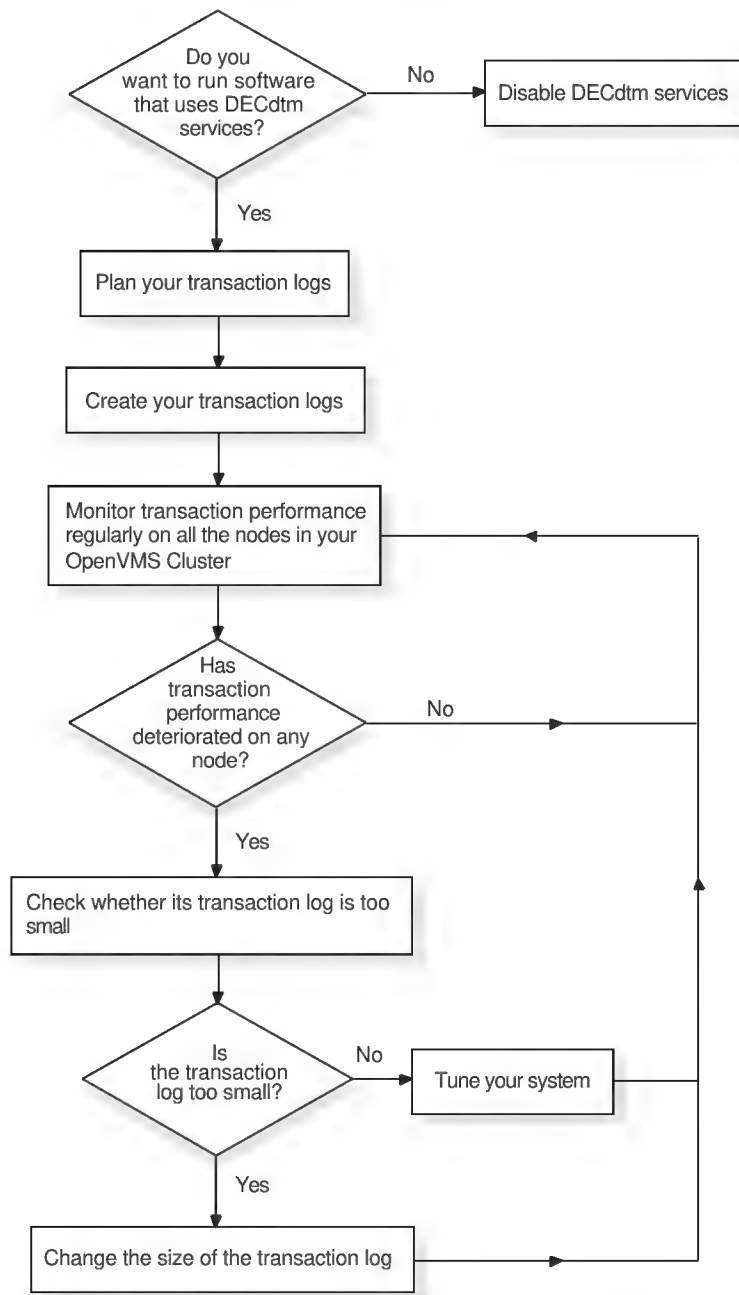 Do you
want to run software
that uses DECdtm
services?
No
Disable DECdtm services
Yes
Plan your transaction logs
Create your transaction logs
Monitor transaction performance
regularly on all the nodes in your
OpenVMS Cluster
Has
transaction
performance
deteriorated on any
node?
No
Yes
Check whether its transaction log is too
small
Is
the transaction
log too small?
No
Tune your system
Yes
Change the size of the transaction log